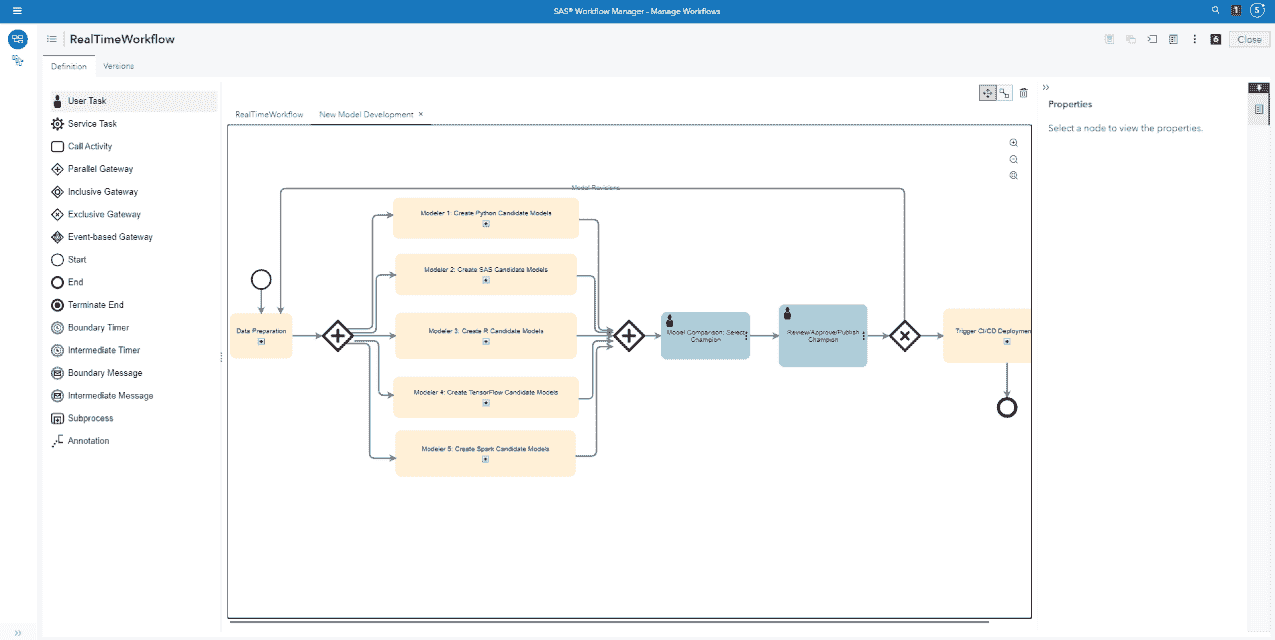 SAS® Workflow Manager - Manage Workflows
S
RealTimeWorkflow
Close
Definition
Versions
User Task
Service Task
Call Activity
Parallel Gateway
Inclusive Gateway
Exclusive Gateway
Event-based Gateway
Start
End
Terminate End
Boundary Timer
Intermediate Timer
Boundary Message
Intermediate Message
Subprocess
Annotation
RealTimeWorkflow
New Model Development ×
Model Revisions
Modeler 1: Create Python Candidate Models
Modeler 2: Create SAS Candidate Models
Data Preparation
Modeler 3: Create R Candidate Models
Modeler 4: Create TensorFlow Candidate Models
Modeler 5: Create Spark Candidate Models
Model Comparison: Select
Champion
Review/Approve/Publish
Champion
Trigger CI/CD Deploymen
Properties
Select a node to view the properties.